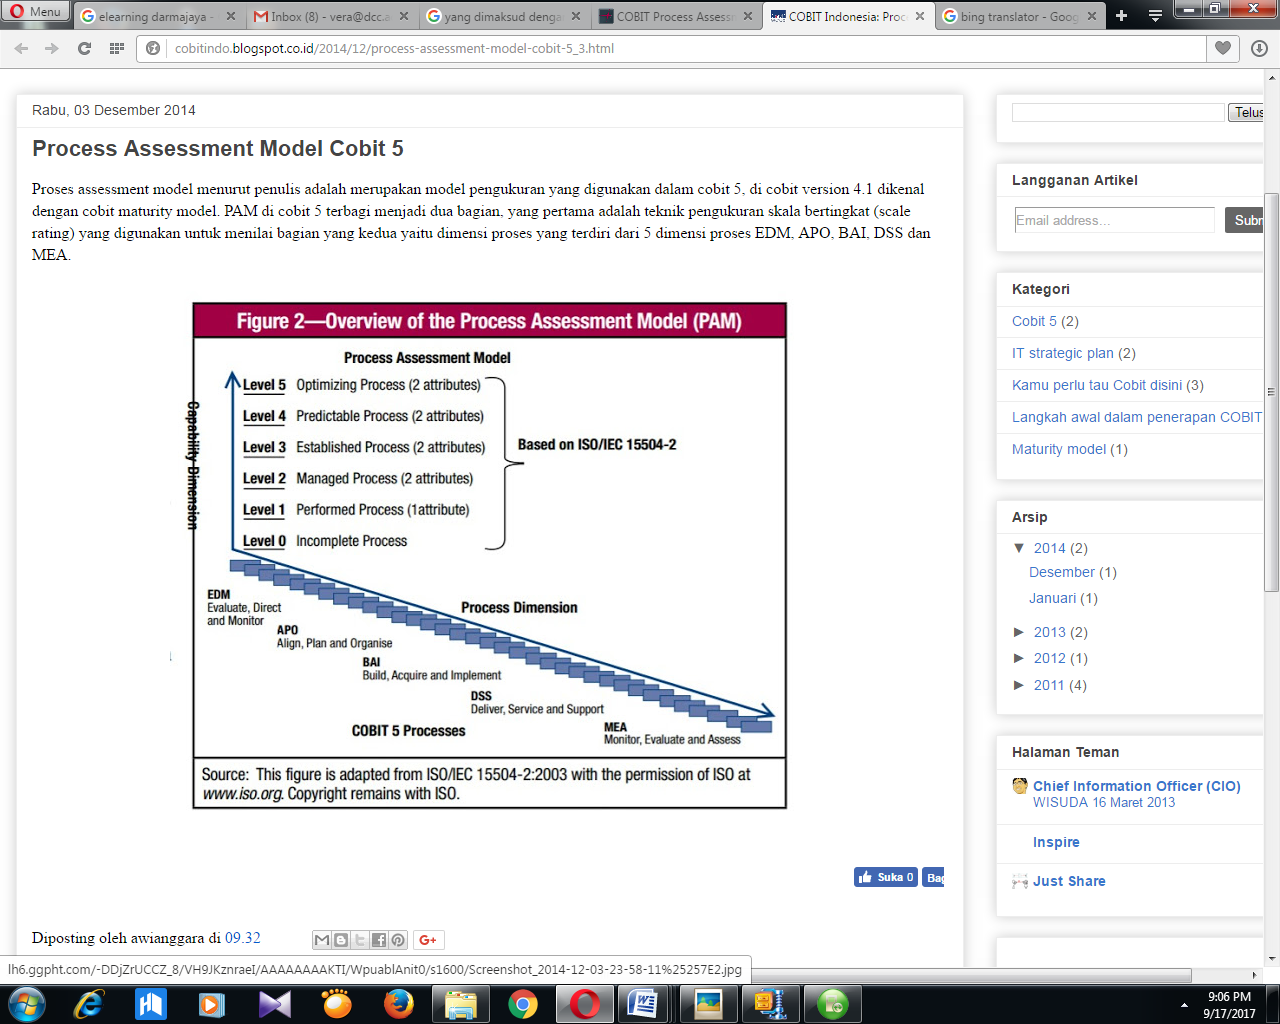 Menu
elearning darmajaya -
Inbox (8) - vera@dcc.a
yang dimaksud denga
COBIT Process Assessm
COBIT Indonesia: Proc
bing translator - Goog
cobitindo.blogspot.co.id/2014/12/process-assessment-model-cobit-5_3.html
Rabu, 03 Desember 2014
Process Assessment Model Cobit 5
Proses assessment model menurut penulis adalah merupakan model pengukuran yang digunakan dalam cobit 5, di cobit version 4.1 dikenal
dengan cobit maturity model. PAM di cobit 5 terbagi menjadi dua bagian, yang pertama adalah teknik pengukuran skala bertingkat (scale
rating) yang digunakan untuk menilai bagian yang kedua yaitu dimensi proses yang terdiri dari 5 dimensi proses EDM, APO, BAI, DSS dan
MEA.
Figure 2—Overview of the Process Assessment Model (PAM)
Process Assessment Model
Capability Dimension
Level 5 Optimizing Process (2 attributes)
Level 4 Predictable Process (2 attributes)
Level 3 Established Process (2 attributes)
Level 2 Managed Process (2 attributes)
Level 1 Performed Process (1attribute)
Level 0 Incomplete Process
Based on ISO/IEC 15504-2
EDM
Evaluate, Direct
and Monitor
Process Dimension
APO
Align, Plan and Organise
BAI
Build, Acquire and Implement
DSS
Deliver, Service and Support
MEA
Monitor, Evaluate and Assess
COBIT 5 Processes
Source: This figure is adapted from ISO/IEC 15504-2:2003 with the permission of ISO at
www.iso.org. Copyright remains with ISO.
Suka 0
Bag
Diposting oleh awianggara di 09.32
Telus
Langganan Artikel
Email address...
Subm
Kategori
Cobit 5 (2)
IT strategic plan (2)
Kamu perlu tau Cobit disini (3)
Langkah awal dalam penerapan COBIT
Maturity model (1)
Arsip
▼ 2014 (2)
Desember (1)
Januari (1)
► 2013 (2)
► 2012 (1)
► 2011 (4)
Halaman Teman
Chief Information Officer (CIO)
WISUDA 16 Maret 2013
Inspire
Just Share
lh6.ggpht.com/-DDjZrUCCZ_8/VH9JKznraeI/AAAAAAAAKTI/WpuablAnit0/s1600/Screenshot_2014-12-03-23-58-11%25257E2.jpg
9:06 PM
9/17/2017